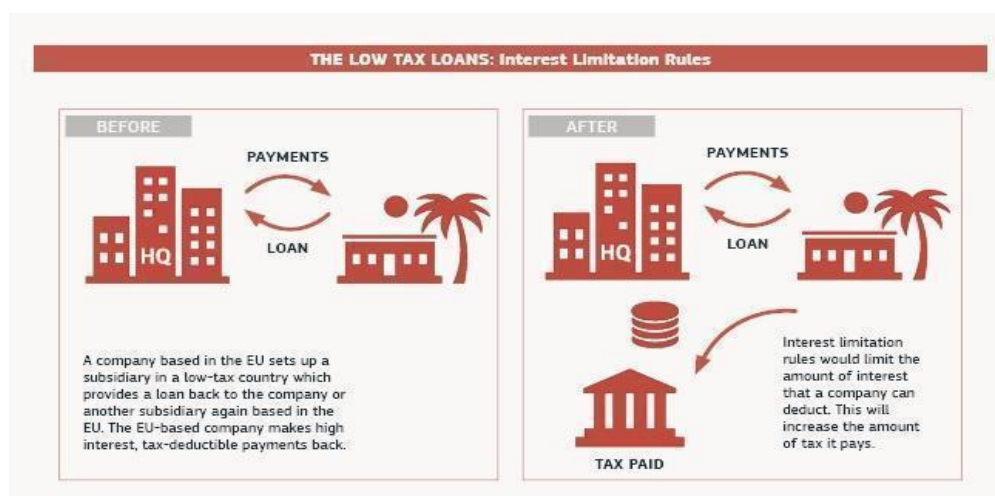 THE LOW TAX LOANS: Interest Limitation Rules
BEFORE
PAYMENTS
HQ
LOAN
A company based in the EU sets up a
subsidiary in a low-tax country which
provides a loan back to the company or
another subsidiary again based in the
EU. The EU-based company makes high
interest, tax-deductible payments back.
AFTER
PAYMENTS
HQ
LOAN
Interest limitation
rules would limit the
amount of interest
that a company can
deduct. This will
increase the amount
of tax it pays.
TAX PAID